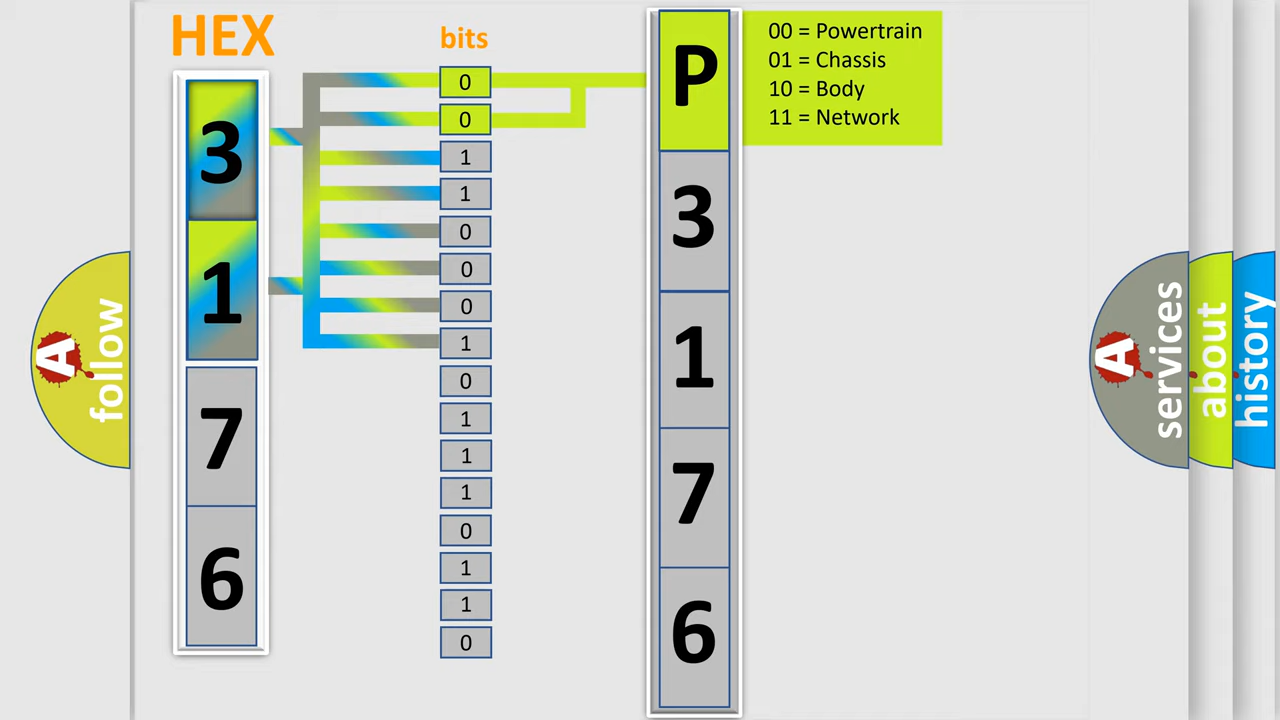 HEX
bits
3
1
7
6
0
0
1
1
0
0
0
1
0
1
1
1
0
1
1
0
P
3
1
7
6
00 = Powertrain
01 = Chassis
10 = Body
11 = Network
A
follow
A
services
about
history